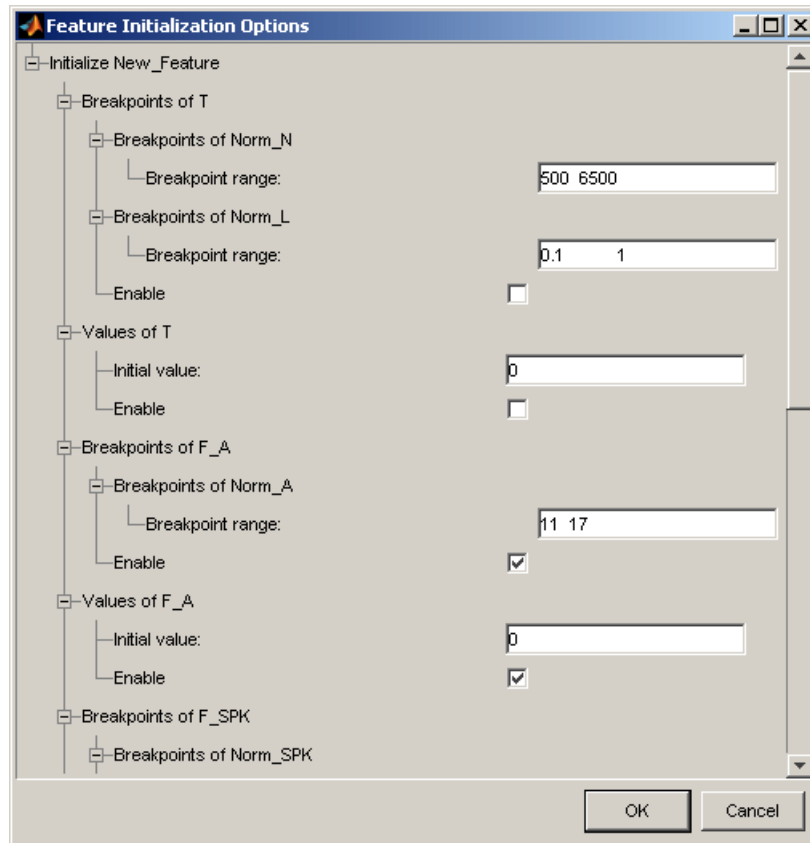 Feature Initialization Options
Initialize New_Feature
Breakpoints of T
Breakpoints of Norm_N
Breakpoint range: 500 6500
Breakpoints of Norm_L
Breakpoint range: 0.1 1
Enable
Values of T
Initial value: 0
Enable
Breakpoints of F_A
Breakpoints of Norm_A
Breakpoint range: 11 17
Enable
Values of F_A
Initial value: 0
Enable
Breakpoints of F_SPK
Breakpoints of Norm_SPK
OK Cancel